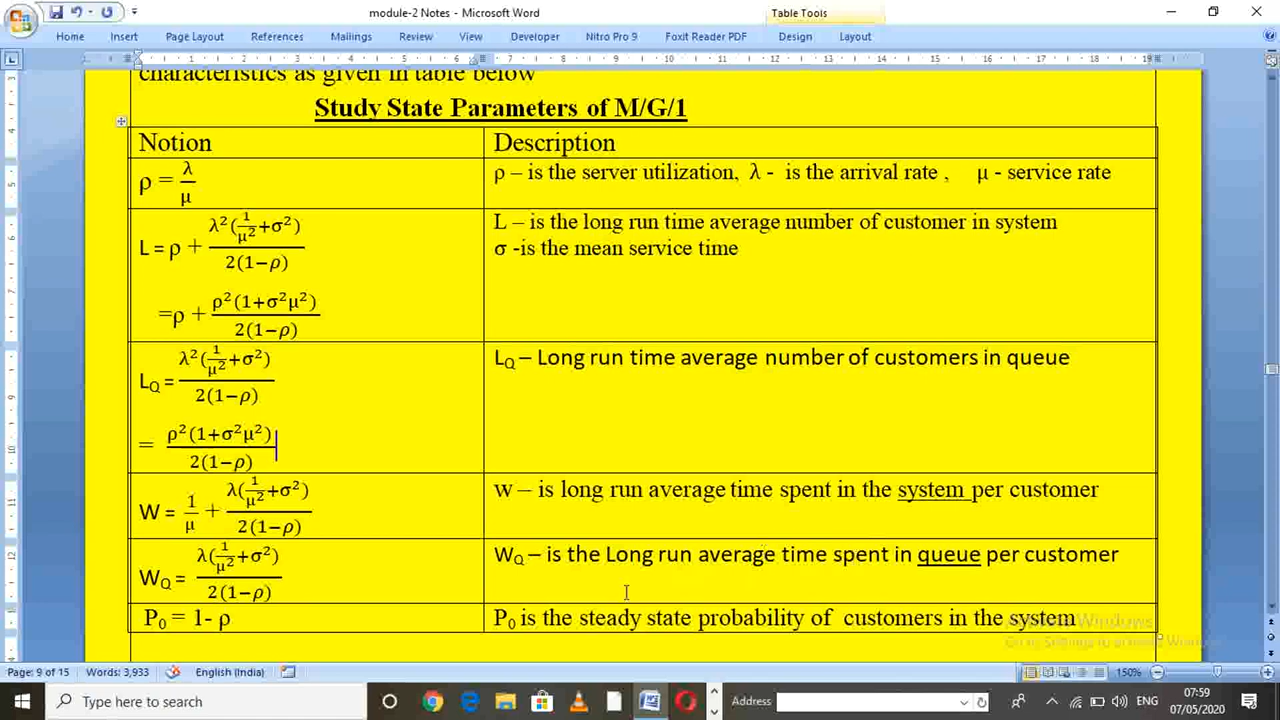 module-2 Notes - Microsoft Word
Table Tools
Home Insert Page Layout References Mailings Review View Developer Nitro Pro 9 Foxit Reader PDF Design Layout
characteristics as given in table below
Study State Parameters of M/G/1
Notion Description
ρ = λ/μ ρ – is the server utilization, λ - is the arrival rate , μ - service rate
L = ρ + λ²(1/μ²+σ²)/2(1−ρ) L – is the long run time average number of customer in system
σ -is the mean service time
=ρ + ρ²(1+σ²μ²)/2(1−ρ)
L_Q = λ²(1/μ²+σ²)/2(1−ρ) L_Q – Long run time average number of customers in queue
= ρ²(1+σ²μ²)/2(1−ρ)
W = 1/μ + λ(1/μ²+σ²)/2(1−ρ) w – is long run average time spent in the system per customer
W_Q = λ(1/μ²+σ²)/2(1−ρ) W_Q – is the Long run average time spent in queue per customer
P₀ = 1- ρ P₀ is the steady state probability of customers in the system
Page: 9 of 15 Words: 3,933 English (India) 150%
Type here to search Address ENG 07:59
07/05/2020